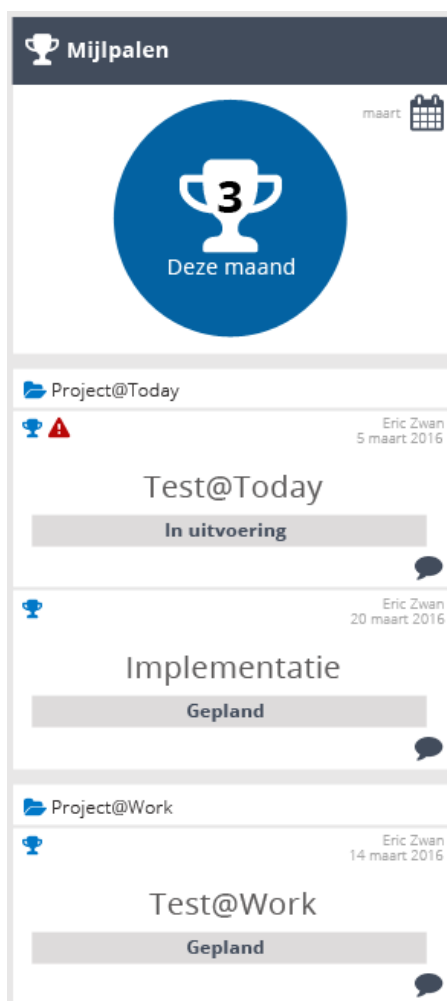 Mijlpalen
maart
3
Deze maand
Project@Today
Eric Zwan
5 maart 2016
Test@Today
In uitvoering
Eric Zwan
20 maart 2016
Implementatie
Gepland
Project@Work
Eric Zwan
14 maart 2016
Test@Work
Gepland